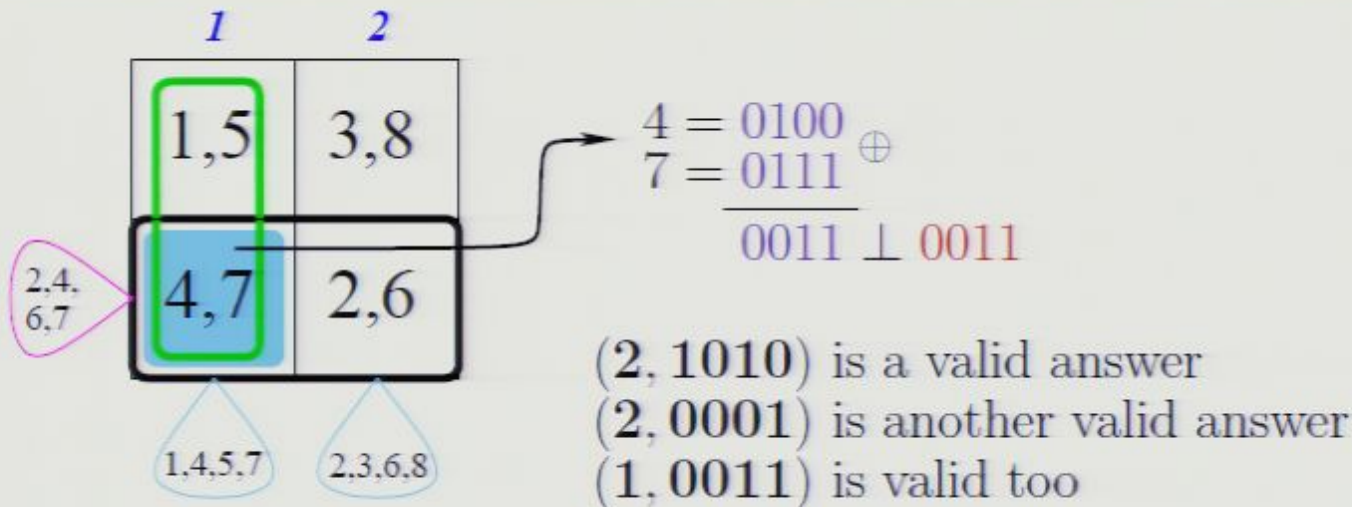 1 2
1,5 3,8
4,7 2,6
2,4,
6,7
1,4,5,7 2,3,6,8
4 = 0100
7 = 0111
⊕
0011 ⊥ 0011
(2, 1010) is a valid answer
(2, 0001) is another valid answer
(1, 0011) is valid too